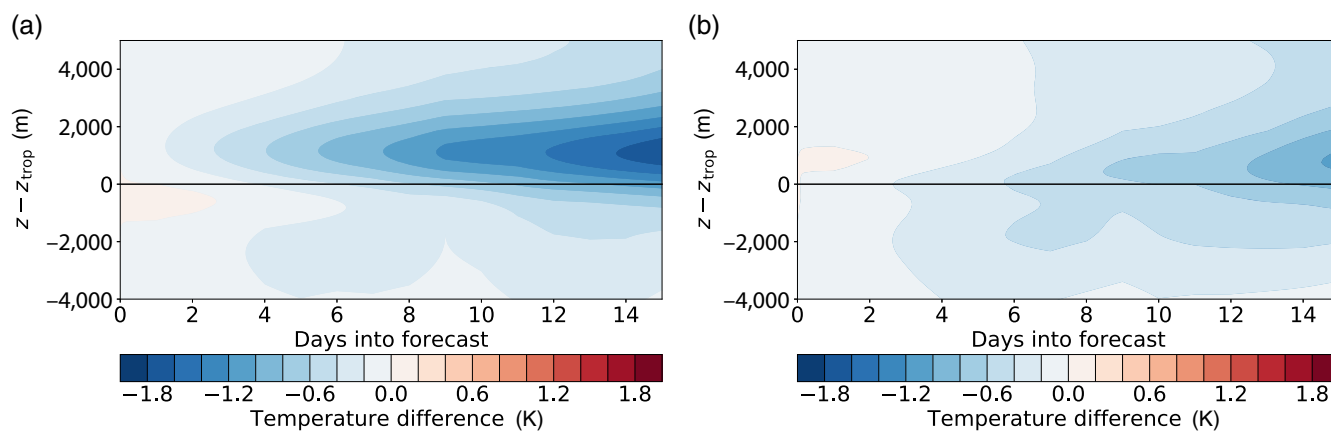 (a)
4,000
2,000
0
−2,000
−4,000
z − z_trop (m)
0 2 4 6 8 10 12 14
Days into forecast
−1.8 −1.2 −0.6 0.0 0.6 1.2 1.8
Temperature difference (K)
(b)
4,000
2,000
0
−2,000
−4,000
z − z_trop (m)
0 2 4 6 8 10 12 14
Days into forecast
−1.8 −1.2 −0.6 0.0 0.6 1.2 1.8
Temperature difference (K)